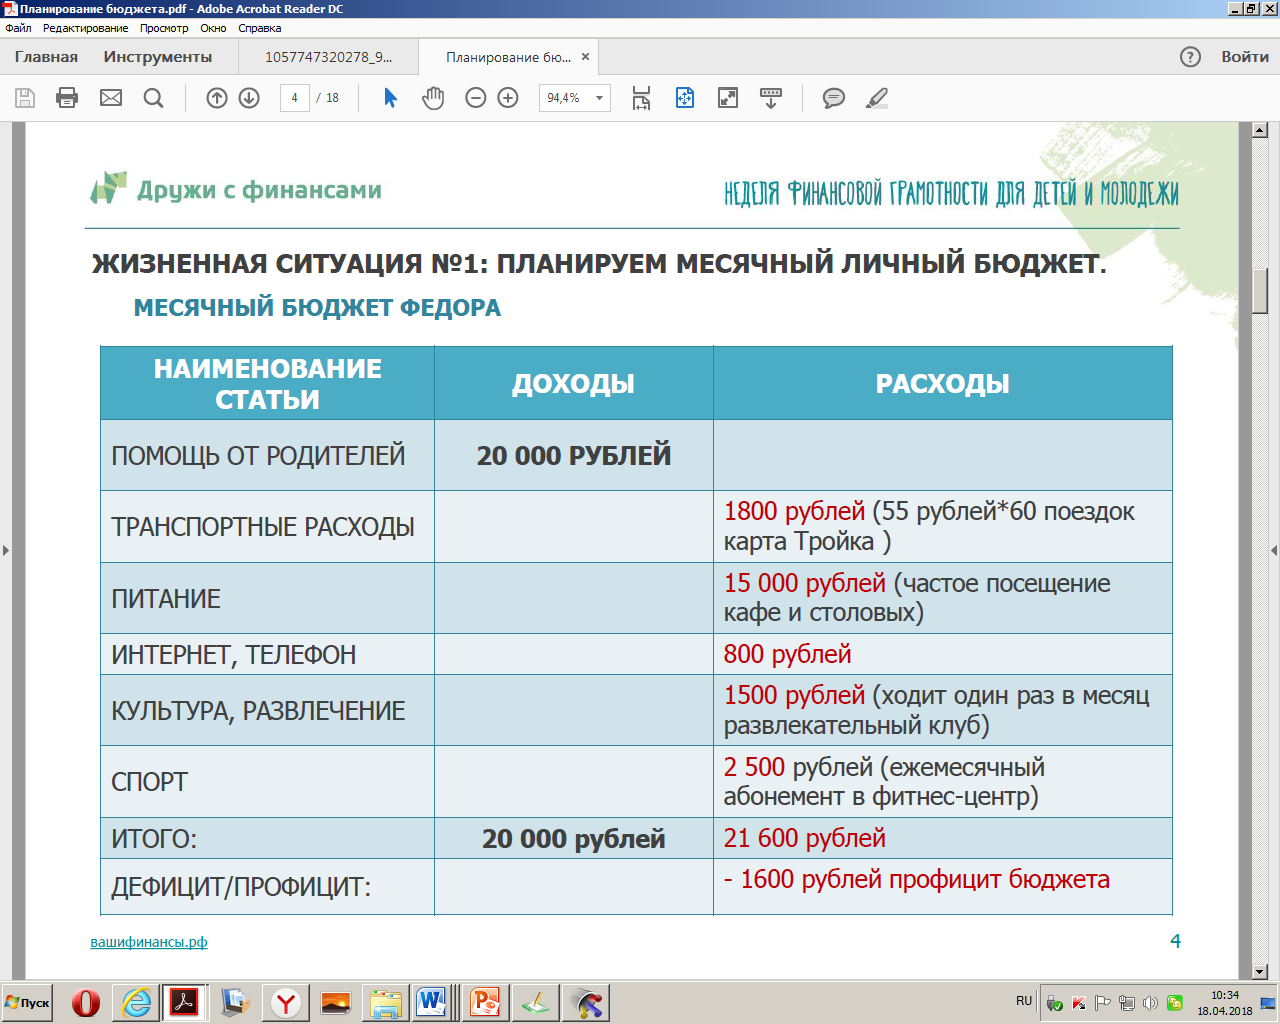 Планирование бюджета.pdf - Adobe Acrobat Reader DC
Файл Редактирование Просмотр Окно Справка
Главная Инструменты 1057747320278_9... Планирование бю... × ? Войти
4 / 18 94,4%
Дружи с финансами
НЕДЕЛЯ ФИНАНСОВОЙ ГРАМОТНОСТИ ДЛЯ ДЕТЕЙ И МОЛОДЕЖИ
ЖИЗНЕННАЯ СИТУАЦИЯ №1: ПЛАНИРУЕМ МЕСЯЧНЫЙ ЛИЧНЫЙ БЮДЖЕТ.
МЕСЯЧНЫЙ БЮДЖЕТ ФЕДОРА
НАИМЕНОВАНИЕ
СТАТЬИ
ДОХОДЫ
РАСХОДЫ
ПОМОЩЬ ОТ РОДИТЕЛЕЙ
20 000 РУБЛЕЙ
ТРАНСПОРТНЫЕ РАСХОДЫ
1800 рублей (55 рублей*60 поездок
карта Тройка )
ПИТАНИЕ
15 000 рублей (частое посещение
кафе и столовых)
ИНТЕРНЕТ, ТЕЛЕФОН
800 рублей
КУЛЬТУРА, РАЗВЛЕЧЕНИЕ
1500 рублей (ходит один раз в месяц
развлекательный клуб)
СПОРТ
2 500 рублей (ежемесячный
абонемент в фитнес-центр)
ИТОГО:
20 000 рублей
21 600 рублей
ДЕФИЦИТ/ПРОФИЦИТ:
- 1600 рублей профицит бюджета
вашифинансы.рф
4
Пуск
RU
10:34
18.04.2018